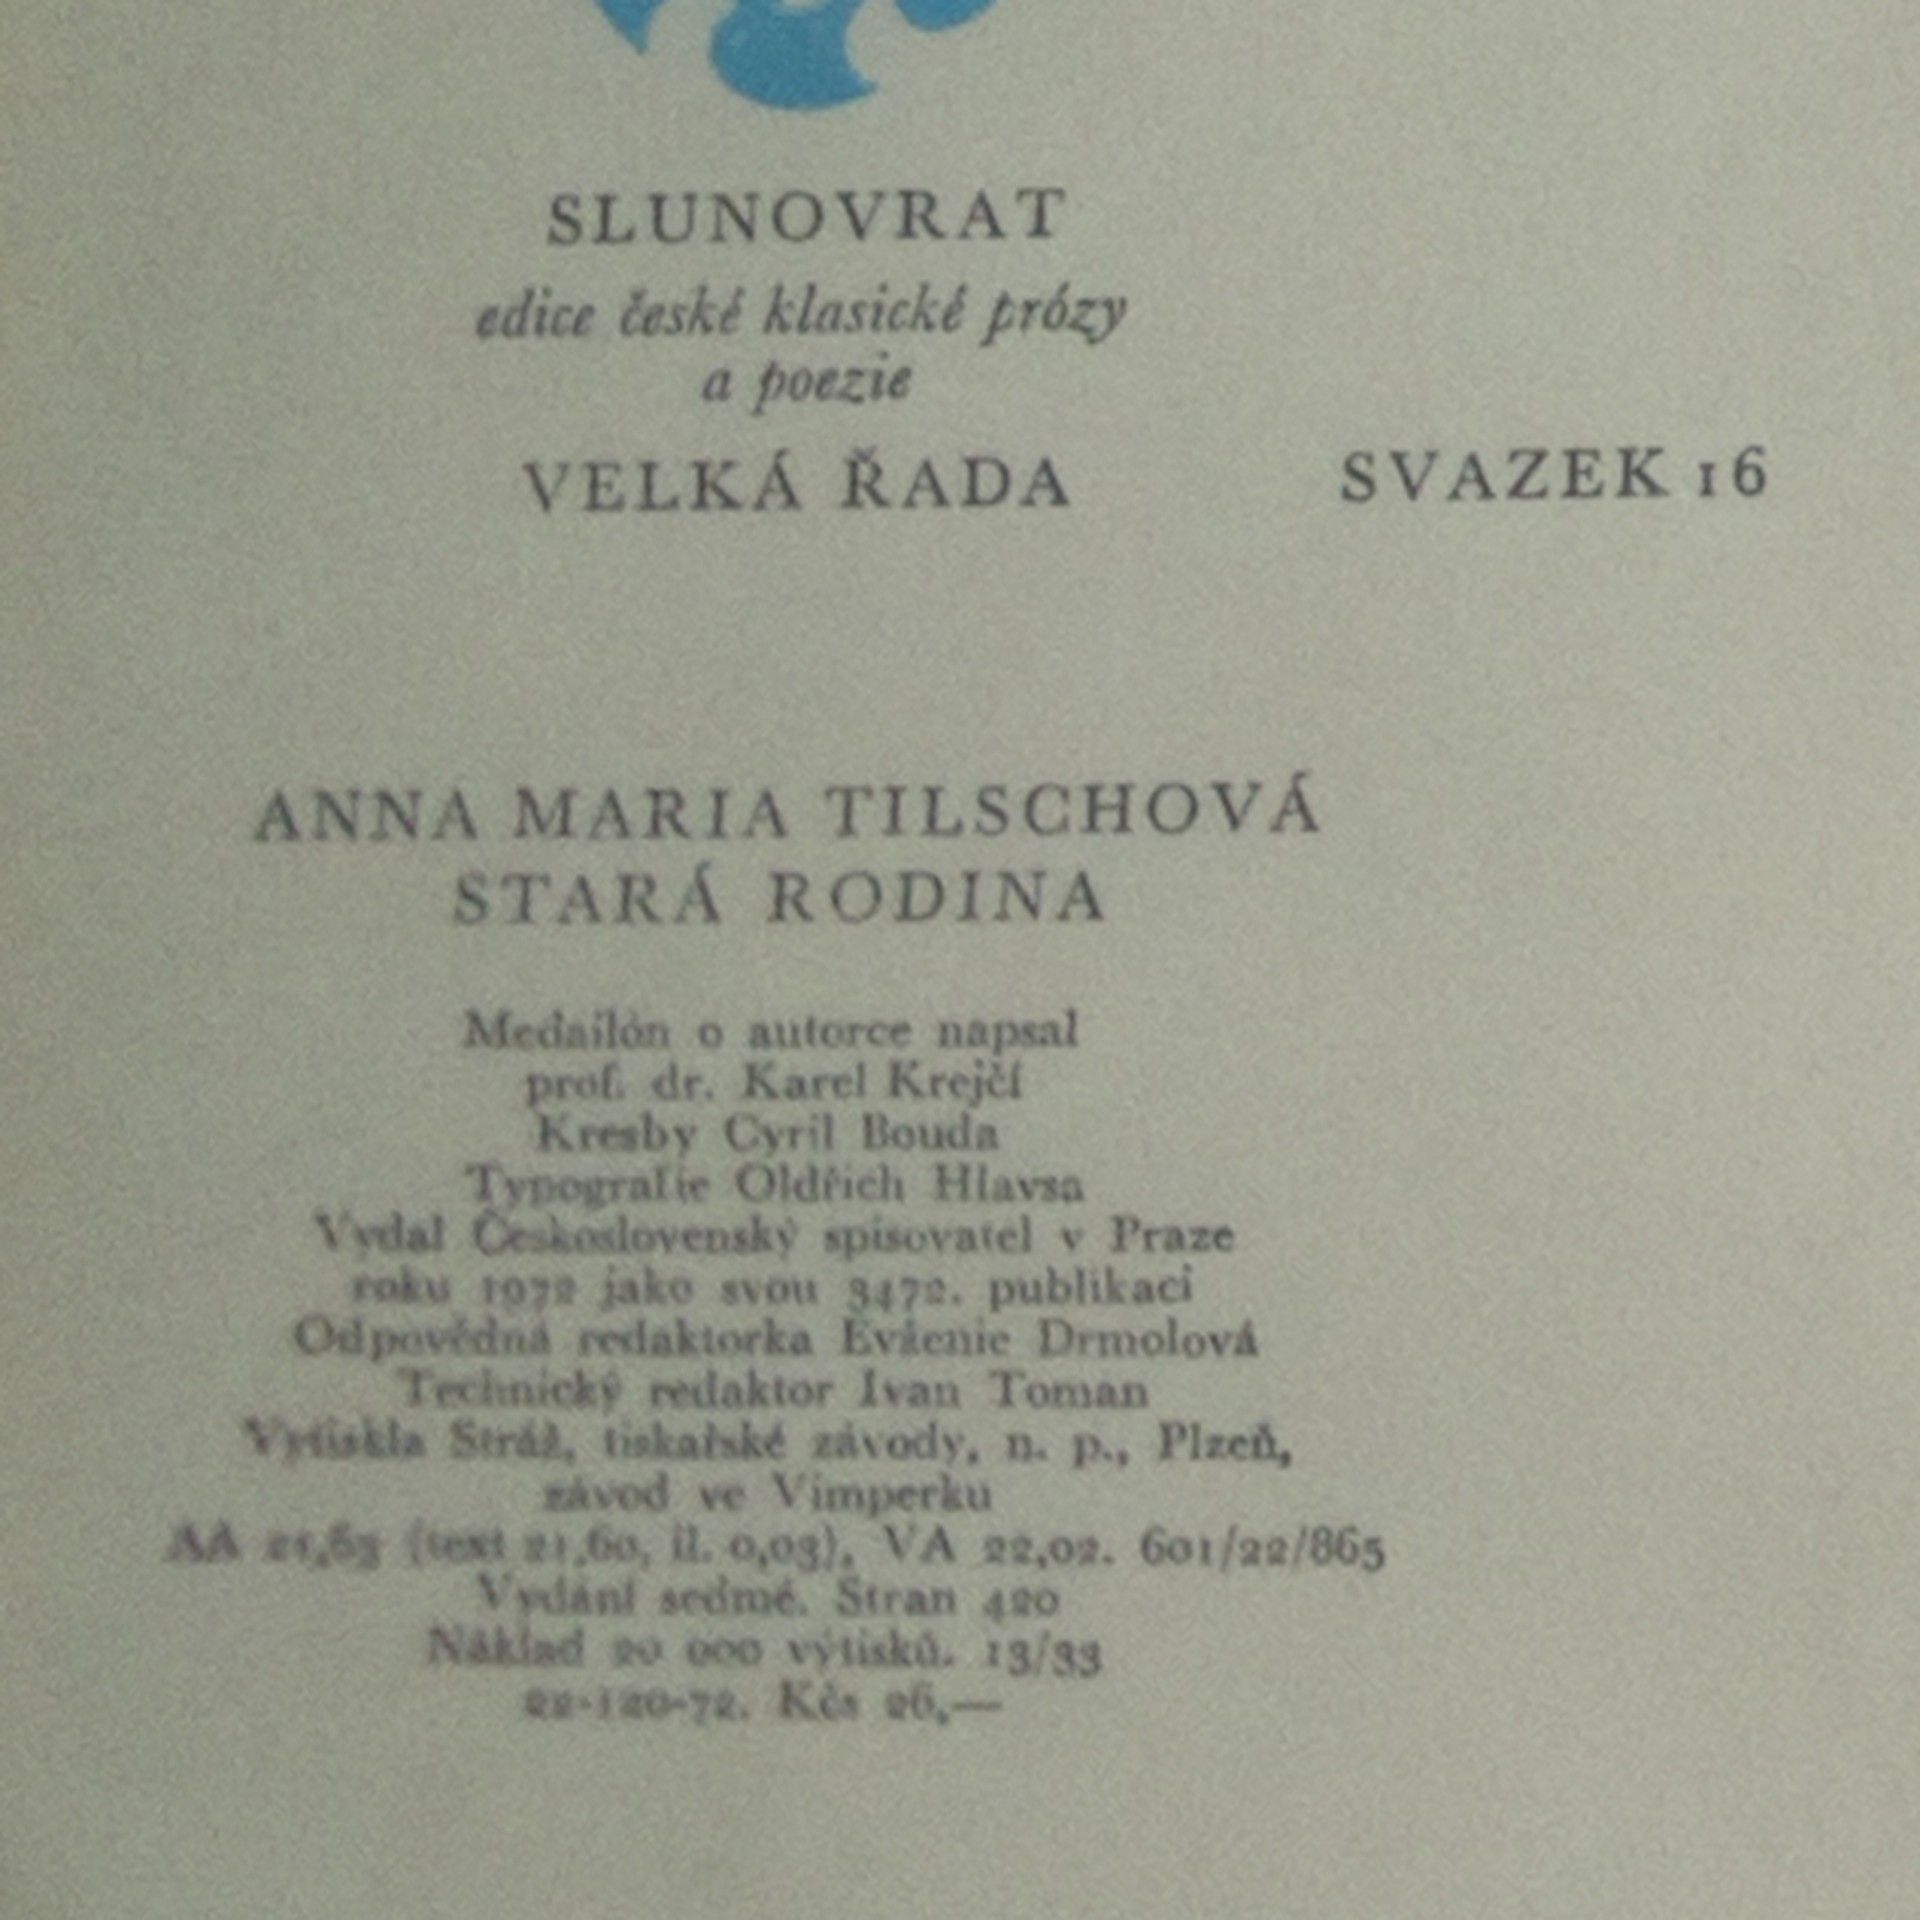 SLUNOVRAT
edice české klasické prózy
a poezie
VELKÁ ŘADA SVAZEK 16
ANNA MARIA TILSCHOVÁ
STARÁ RODINA
Medailón o autorce napsal
prof. dr. Karel Krejčí
Kresby Cyril Bouda
Typografie Oldřich Hlavsa
Vydal Československý spisovatel v Praze
roku 1972 jako svou 3472. publikaci
Odpovědná redaktorka Evženie Drmolová
Technický redaktor Ivan Toman
Vytiskla Stráž, tiskařské závody, n. p., Plzeň,
závod ve Vimperku
AA 21,63 (text 21,60, il. 0,03), VA 22,02. 601/22/865
Vydání sedmé. Stran 420
Náklad 20 000 výtisků. 13/33
22-120-72. Kčs 26,—